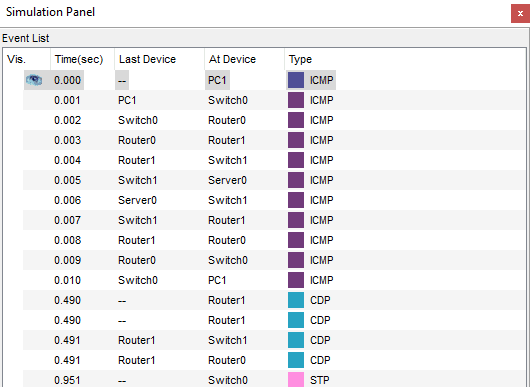 Simulation Panel
x
Event List
Vis. Time(sec) Last Device At Device Type
0.000 -- PC1 ICMP
0.001 PC1 Switch0 ICMP
0.002 Switch0 Router0 ICMP
0.003 Router0 Router1 ICMP
0.004 Router1 Switch1 ICMP
0.005 Switch1 Server0 ICMP
0.006 Server0 Switch1 ICMP
0.007 Switch1 Router1 ICMP
0.008 Router1 Router0 ICMP
0.009 Router0 Switch0 ICMP
0.010 Switch0 PC1 ICMP
0.490 -- Router1 CDP
0.490 -- Router1 CDP
0.491 Router1 Switch1 CDP
0.491 Router1 Router0 CDP
0.951 -- Switch0 STP